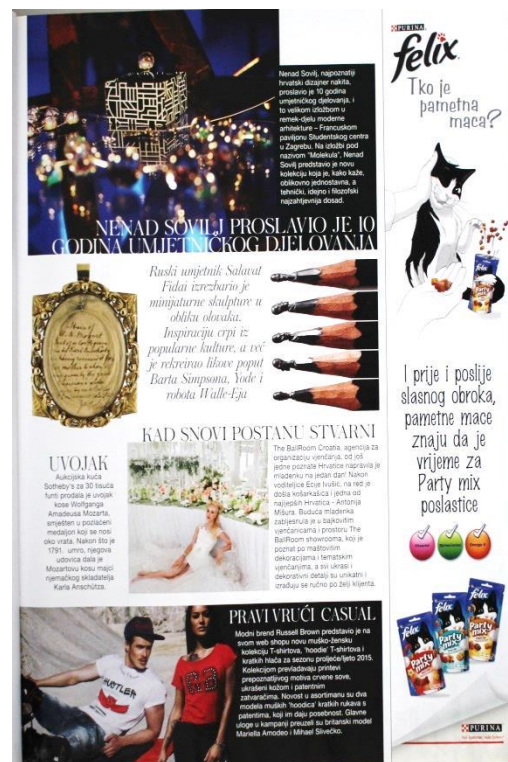 Nenad Sovilj, najpoznatiji
hrvatski dizajner nakita,
proslavio je 10 godina
umjetničkog djelovanja, i
to velikom izložbom u
remek-djelu moderne
arhitekture – Francuskom
paviljonu Studentskog centra
u Zagrebu. Na izložbi pod
nazivom "Molekula", Nenad
Sovilj predstavio je novu
kolekciju koja je, kako kaže,
oblikovno jednostavna, a
tehnički, idejno i filozofski
najzahtjevnija dosad.
NENAD SOVILJ PROSLAVIO JE 10
GODINA UMJETNIČKOG DJELOVANJA
Ruski umjetnik Salavat
Fidai izrezbario je
minijaturne skulpture u
obliku olovaka.
Inspiraciju crpi iz
popularne kulture, a već
je rekreirao likove poput
Barta Simpsona, Yode i
robota Walle-Eja
UVOJAK
Aukcijska kuća
Sotheby's za 30 tisuća
funti prodala je uvojak
kose Wolfganga
Amadeusa Mozarta,
smješten u pozlaćeni
medaljon koji se nosi
oko vrata. Nakon što je
1791. umro, njegova
udovica dala je
Mozartovu kosu majci
njemačkog skladatelja
Karla Anschütza.
KAD SNOVI POSTANU STVARNI
The BallRoom Croatia, agencija za
organizaciju vjenčanja, od još
jedne poznate Hrvatice napravila je
mladenku na jedan dan! Nakon
voditeljice Ecije Ivušić, na red je
došla košarkašica i jedna od
najljepših Hrvatica - Antonija
Mišura. Buduća mladenka
zabljesnula je u bajkovitim
vjenčanicama i prostoru The
BallRoom showrooma, koji je
poznat po maštovitim
dekoracijama i tematskim
vjenčanjima, a svi ukrasi i
dekorativni detalji su unikatni i
izrađuju se ručno po želji klijenta.
PRAVI VRUĆI CASUAL
Modni brend Russell Brown predstavio je na
svom web shopu novu muško-žensku
kolekciju T-shirtova, 'hoodie' T-shirtova i
kratkih hlača za sezonu proljeće/ljeto 2015.
Kolekcijom prevladavaju printevi
prepoznatljivog motiva crvene sove,
ukrašeni kožom i patentnim
zatvaračima. Novost u asortimanu su dva
modela muških 'hoodica' kratkih rukava s
patentima, koji im daju posebnost. Glavne
uloge u kampanji preuzeli su britanski model
Mariella Amodeo i Mihael Slivečko.
HUSTLER
PURINA
felix
Tko je
pametna
maca?
felix
Party
mix
I prije i poslije
slasnog obroka,
pametne mace
znaju da je
vrijeme za
Party mix
poslastice
felix
Party
mix
felix
Party
mix
felix
Party
mix
PURINA